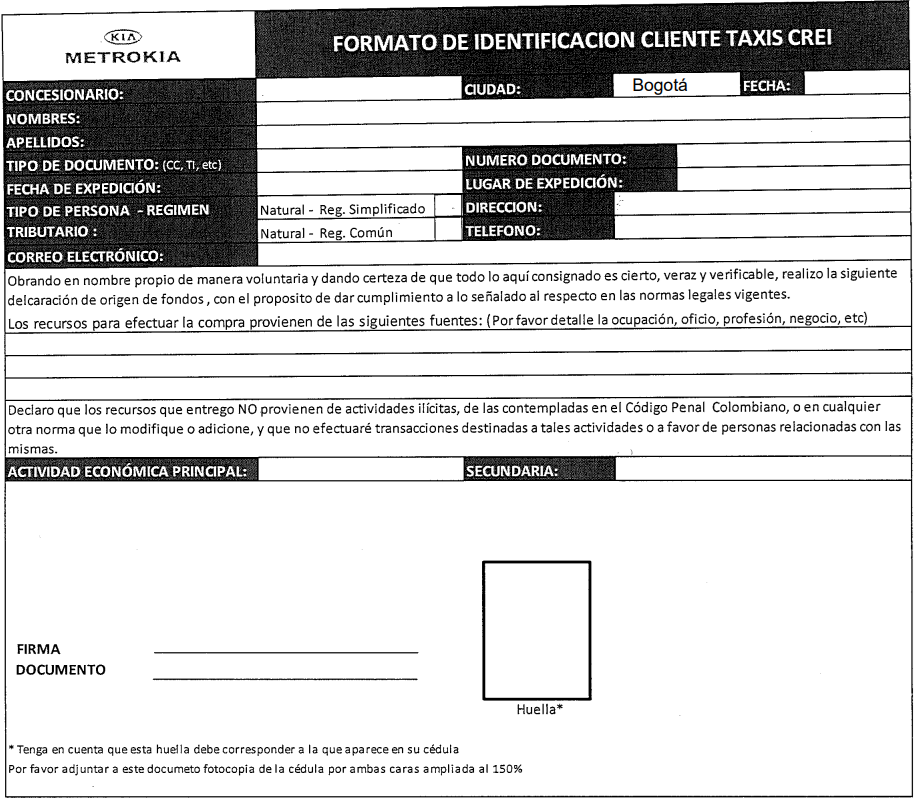 KIA
METROKIA
FORMATO DE IDENTIFICACION CLIENTE TAXIS CREI
CONCESIONARIO:
CIUDAD: Bogotá FECHA:
NOMBRES:
APELLIDOS:
TIPO DE DOCUMENTO: (CC, TI, etc)
NUMERO DOCUMENTO:
FECHA DE EXPEDICIÓN:
LUGAR DE EXPEDICIÓN:
TIPO DE PERSONA - REGIMEN
TRIBUTARIO :
Natural - Reg. Simplificado
DIRECCION:
Natural - Reg. Común
TELEFONO:
CORREO ELECTRÓNICO:
Obrando en nombre propio de manera voluntaria y dando certeza de que todo lo aquí consignado es cierto, veraz y verificable, realizo la siguiente
delcaración de origen de fondos , con el proposito de dar cumplimiento a lo señalado al respecto en las normas legales vigentes.
Los recursos para efectuar la compra provienen de las siguientes fuentes: (Por favor detalle la ocupación, oficio, profesión, negocio, etc)
Declaro que los recursos que entrego NO provienen de actividades ilícitas, de las contempladas en el Código Penal Colombiano, o en cualquier
otra norma que lo modifique o adicione, y que no efectuaré transacciones destinadas a tales actividades o a favor de personas relacionadas con las
mismas.
ACTIVIDAD ECONÓMICA PRINCIPAL:
SECUNDARIA:
FIRMA
DOCUMENTO
Huella*
* Tenga en cuenta que esta huella debe corresponder a la que aparece en su cédula
Por favor adjuntar a este documeto fotocopia de la cédula por ambas caras ampliada al 150%